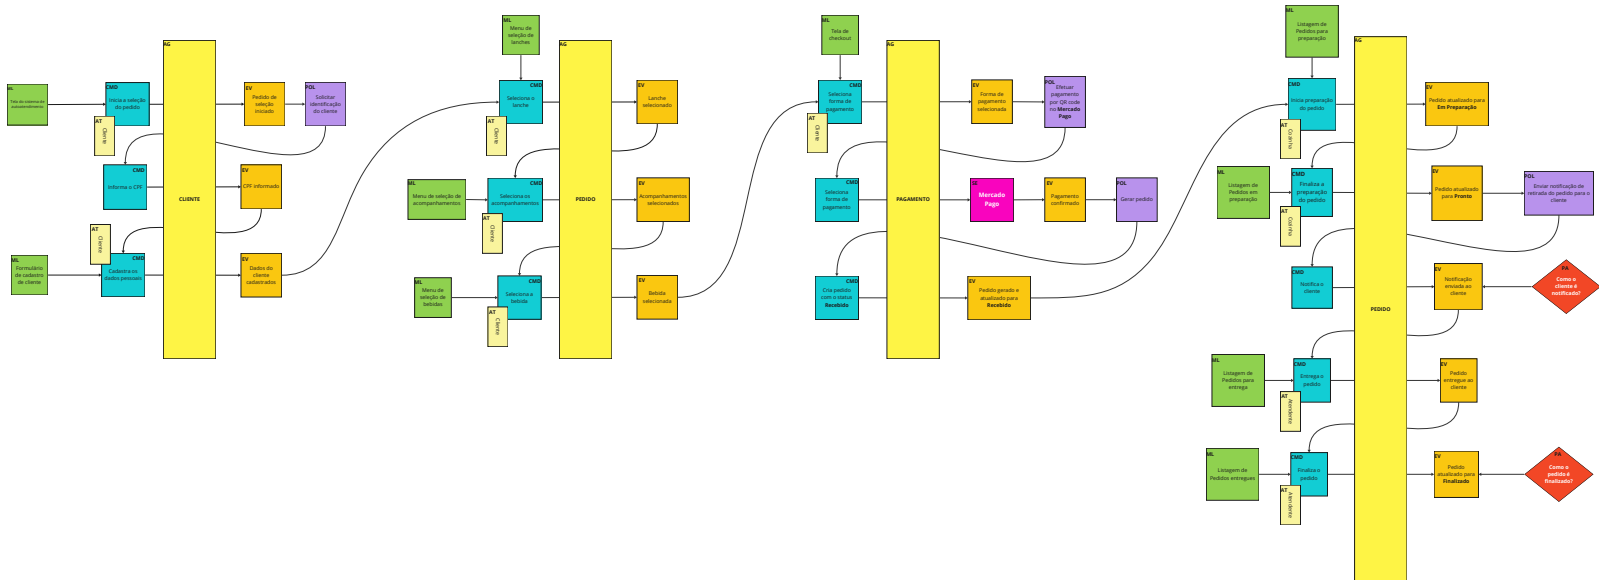 AG
ML
Tela do sistema de
autoatendimento
CMD
Inicia a seleção
do pedido
AT
Cliente
EV
Pedido de
seleção
iniciado
POL
Solicitar
identificação
do cliente
CMD
Informa o CPF
CLIENTE
EV
CPF informado
AT
Cliente
ML
Formulário
de cadastro
de cliente
CMD
Cadastra os
dados pessoais
EV
Dados do
cliente
cadastrados
ML
Menu de
seleção de
lanches
AG
CMD
Seleciona o
lanche
AT
Cliente
EV
Lanche
selecionado
ML
Menu de seleção de
acompanhamentos
CMD
Seleciona os
acompanhamentos
AT
Cliente
PEDIDO
EV
Acompanhamentos
selecionados
ML
Menu de
seleção de
bebidas
CMD
Seleciona a
bebida
AT
Cliente
EV
Bebida
selecionada
ML
Tela de
checkout
AG
CMD
Seleciona
forma de
pagamento
AT
Cliente
EV
Forma de
pagamento
selecionada
POL
Efetuar
pagamento
por QR code
no Mercado
Pago
CMD
Seleciona
forma de
pagamento
PAGAMENTO
SE
Mercado
Pago
EV
Pagamento
confirmado
POL
Gerar pedido
CMD
Cria pedido
com o status
Recebido
EV
Pedido gerado e
atualizado para
Recebido
ML
Listagem de
Pedidos para
preparação
AG
CMD
Inicia preparação
do pedido
AT
Cozinha
EV
Pedido atualizado para
Em Preparação
ML
Listagem de
Pedidos em
preparação
CMD
Finaliza a
preparação
do pedido
AT
Cozinha
EV
Pedido atualizado
para Pronto
POL
Enviar notificação de
retirada do pedido para o
cliente
CMD
Notifica o
cliente
EV
Notificação
enviada ao
cliente
PA
Como o
cliente é
notificado?
PEDIDO
ML
Listagem de
Pedidos para
entrega
CMD
Entrega o
pedido
AT
Atendente
EV
Pedido
entregue ao
cliente
ML
Listagem de
Pedidos entregues
CMD
Finaliza o
pedido
AT
Atendente
EV
Pedido
atualizado para
Finalizado
PA
Como o
pedido é
finalizado?